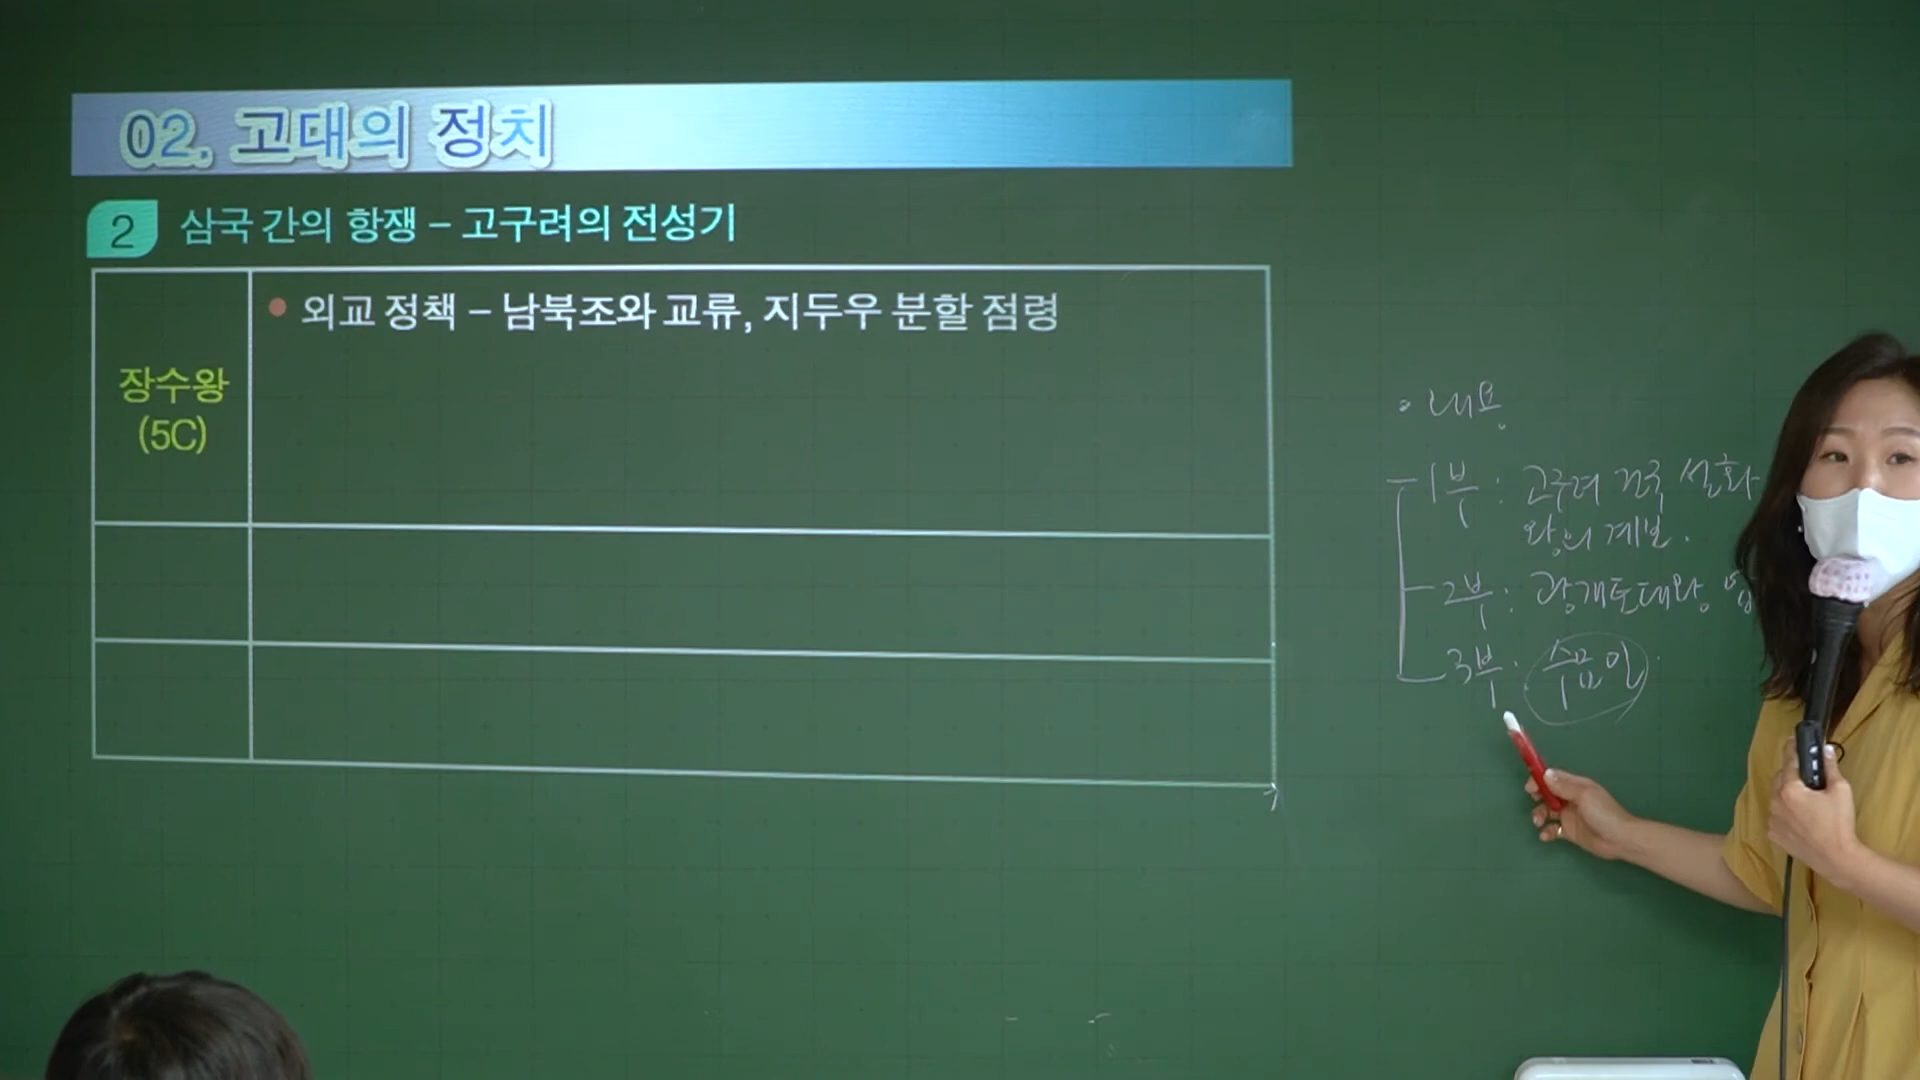 02. 고대의 정치
2 삼국 간의 항쟁 – 고구려의 전성기
장수왕
(5C)
• 외교 정책 – 남북조와 교류, 지두우 분할 점령
• 내용
1부 : 고구려 건국 설화
왕의 계보.
2부 : 광개토대왕
3부 : 수묘인